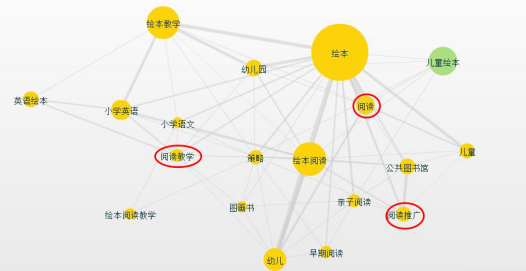 绘本教学
绘本
儿童绘本
幼儿园
英语绘本
阅读
小学英语
小学语文
阅读教学
策略
绘本阅读
儿童
公共图书馆
绘本阅读教学
图画书
亲子阅读
阅读推广
早期阅读
幼儿